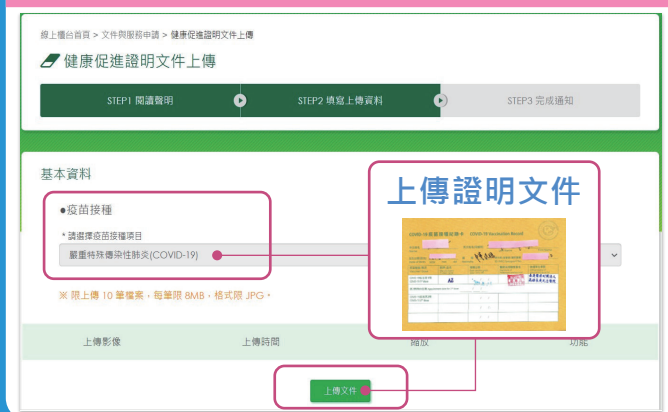 線上櫃台首頁 > 文件與服務申請 > 健康促進證明文件上傳
健康促進證明文件上傳
STEP1 閱讀聲明
STEP2 填寫上傳資料
STEP3 完成通知
基本資料
●疫苗接種
* 請選擇疫苗接種項目
嚴重特殊傳染性肺炎(COVID-19)
※ 限上傳 10 筆檔案，每筆限 8MB，格式限 JPG。
上傳證明文件
COVID-19 疫苗接種紀錄卡 COVID-19 Vaccination Record
AZ
上傳影像
上傳時間
縮放
功能
上傳文件